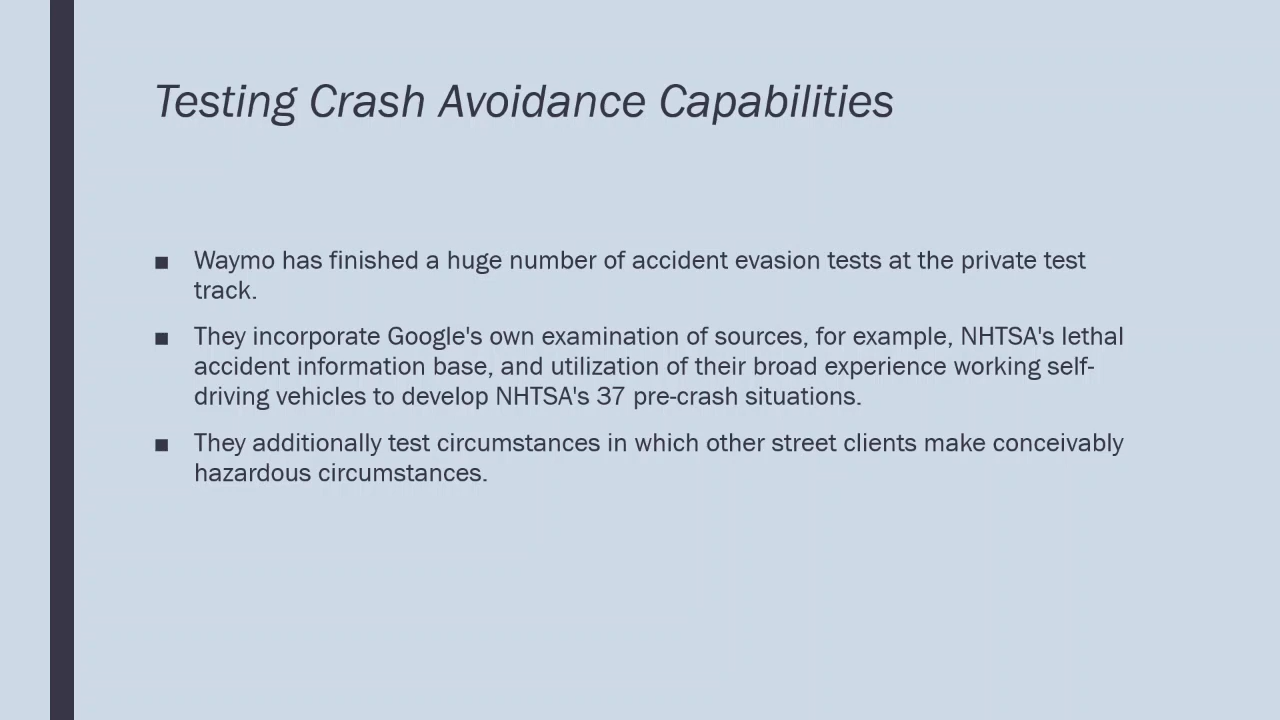 Testing Crash Avoidance Capabilities
■ Waymo has finished a huge number of accident evasion tests at the private test
track.
■ They incorporate Google's own examination of sources, for example, NHTSA's lethal
accident information base, and utilization of their broad experience working self-
driving vehicles to develop NHTSA's 37 pre-crash situations.
■ They additionally test circumstances in which other street clients make conceivably
hazardous circumstances.